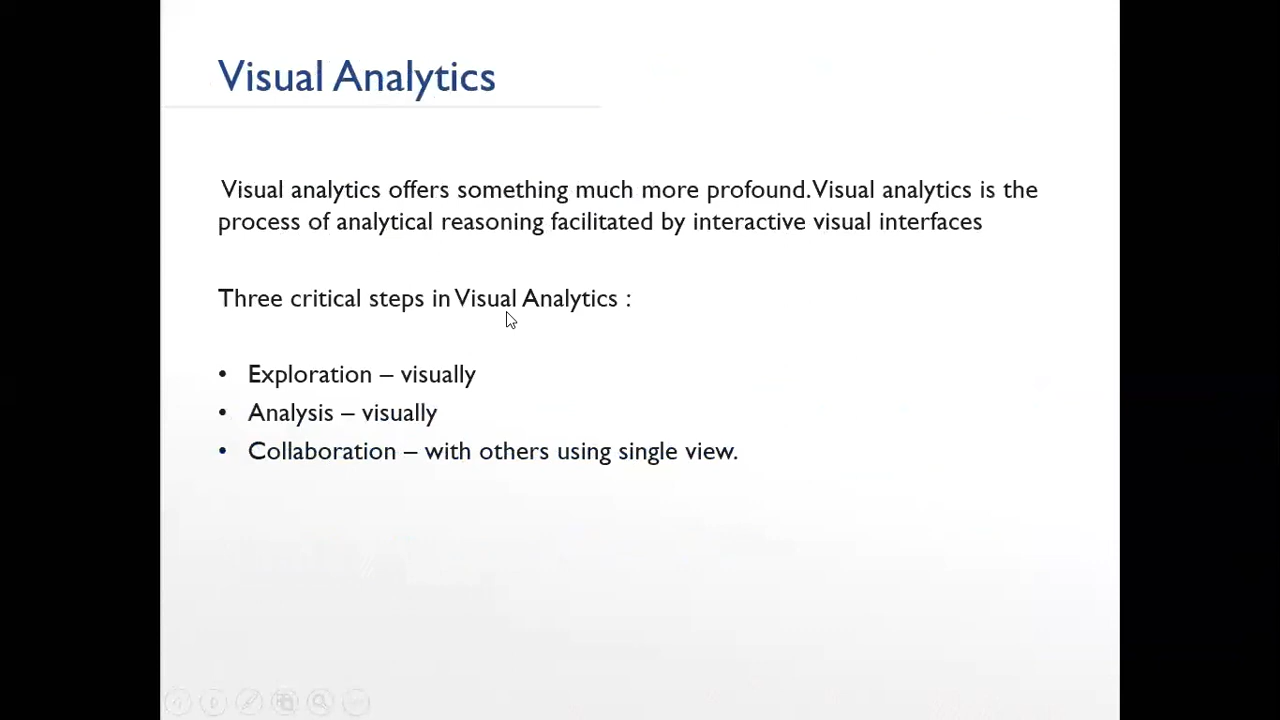 Visual Analytics
Visual analytics offers something much more profound. Visual analytics is the
process of analytical reasoning facilitated by interactive visual interfaces
Three critical steps in Visual Analytics :
• Exploration – visually
• Analysis – visually
• Collaboration – with others using single view.